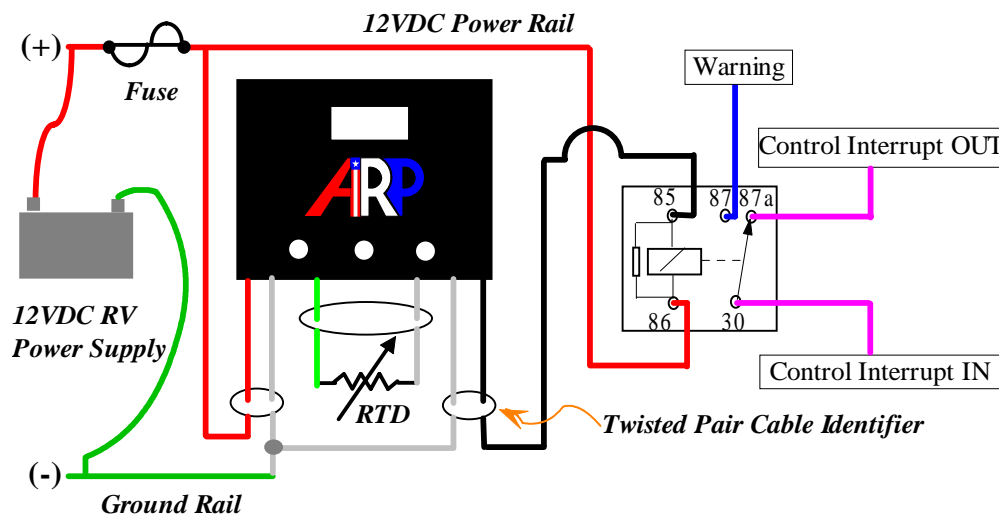 12VDC Power Rail
(+)
Fuse
Warning
Control Interrupt OUT
ARP
85
87
87a
86
30
12VDC RV
Power Supply
RTD
Control Interrupt IN
Twisted Pair Cable Identifier
(-)
Ground Rail